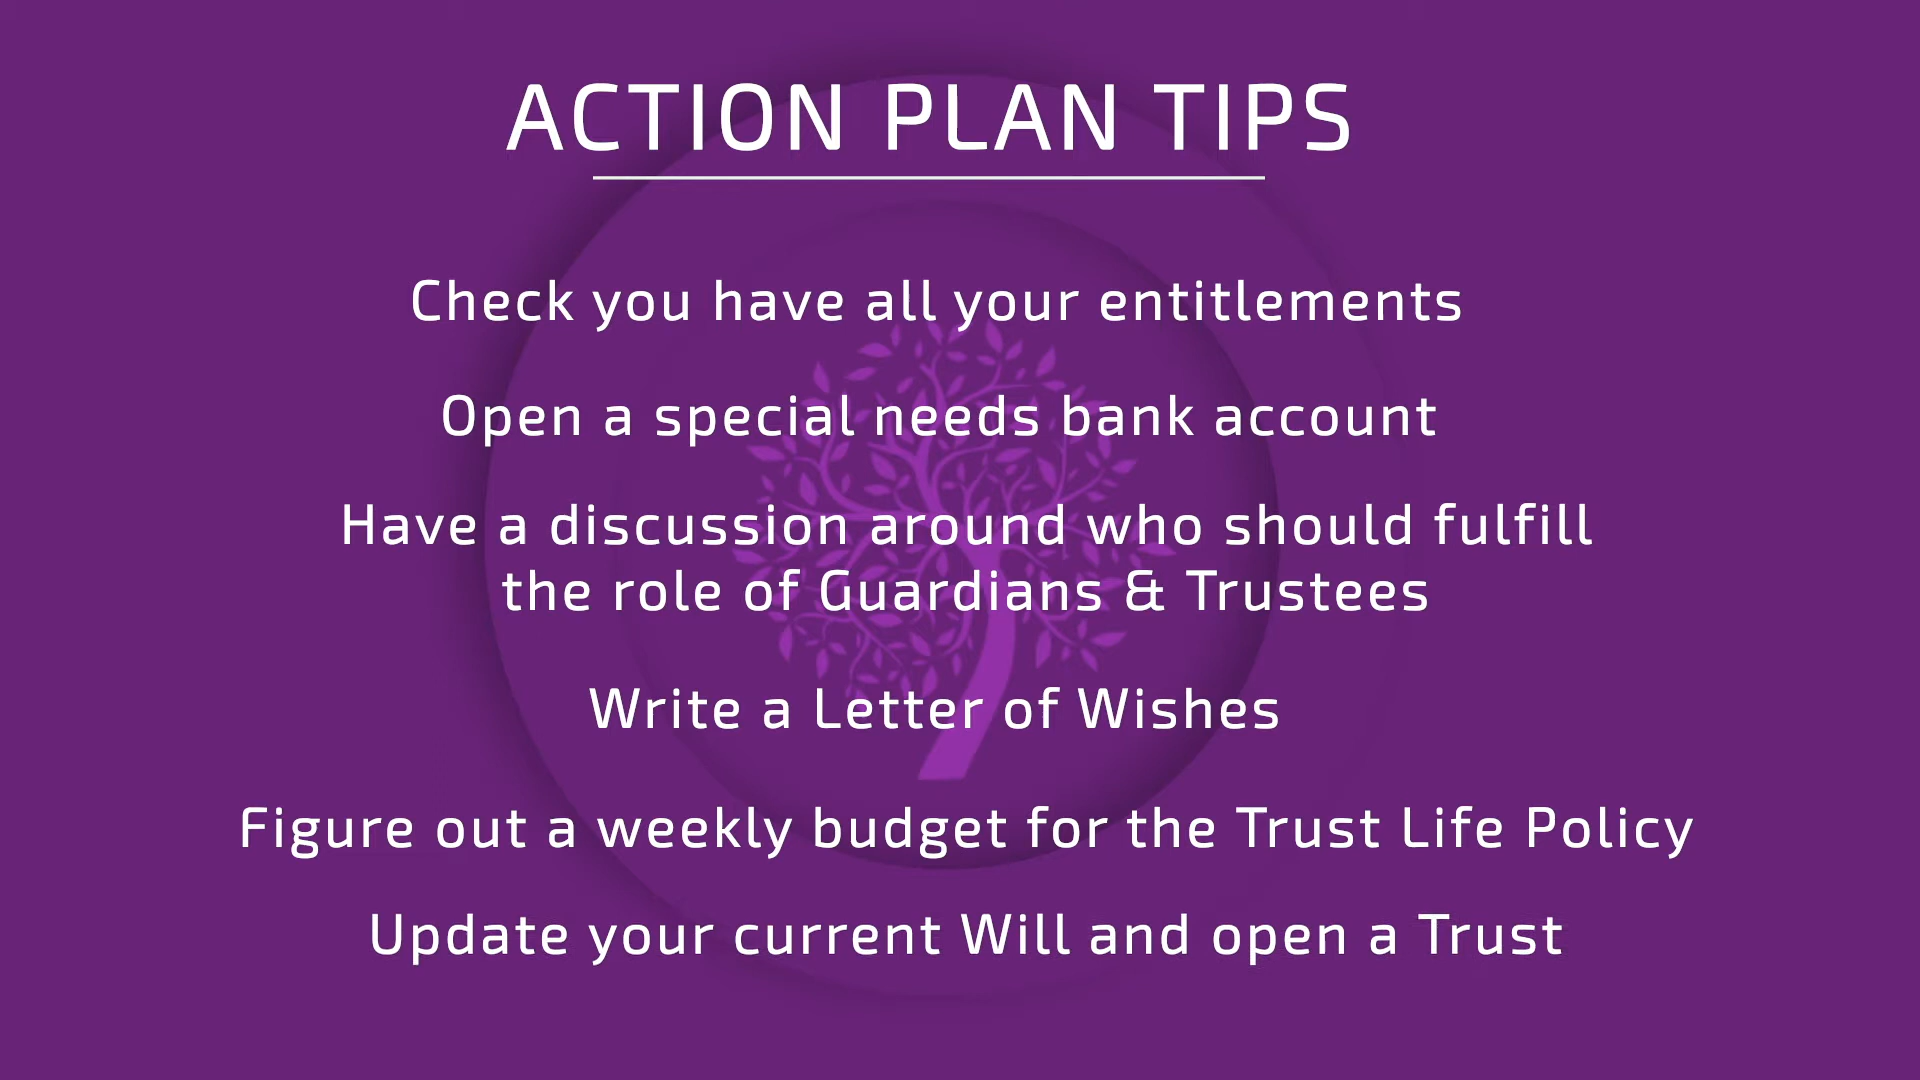 ACTION PLAN TIPS
Check you have all your entitlements
Open a special needs bank account
Have a discussion around who should fulfill
the role of Guardians & Trustees
Write a Letter of Wishes
Figure out a weekly budget for the Trust Life Policy
Update your current Will and open a Trust